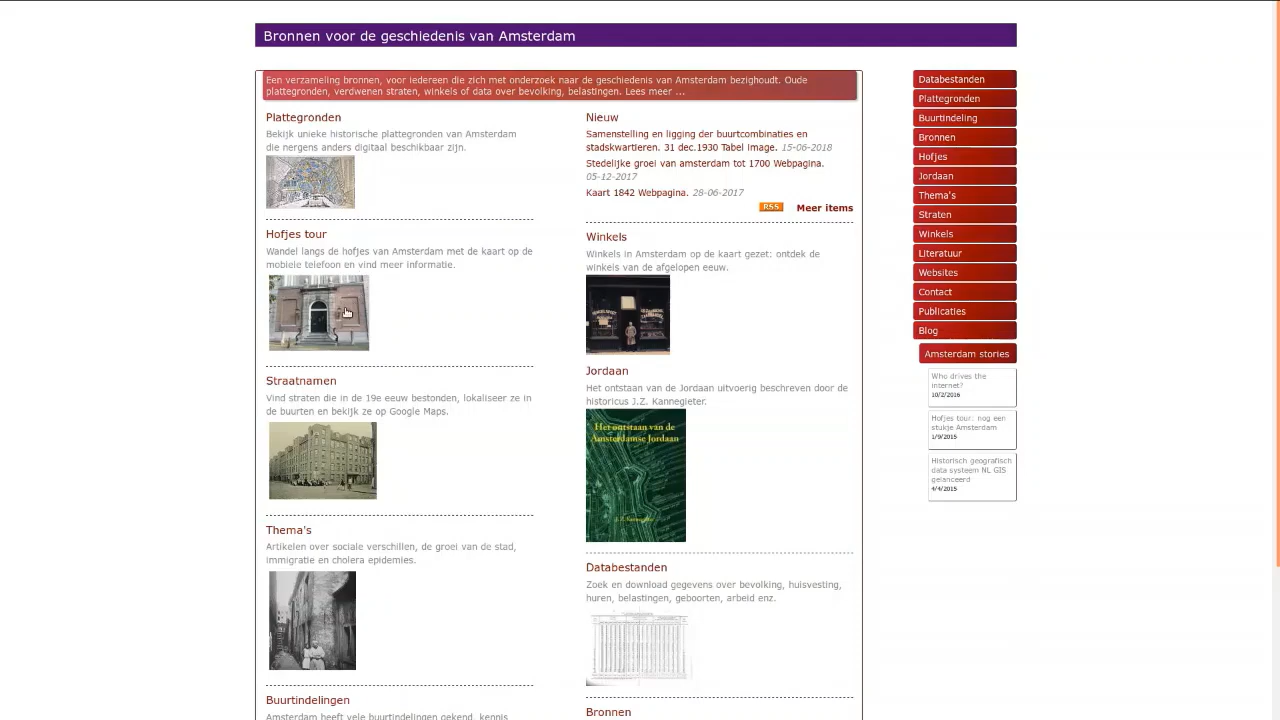 Bronnen voor de geschiedenis van Amsterdam
Een verzameling bronnen, voor iedereen die zich met onderzoek naar de geschiedenis van Amsterdam bezighoudt. Oude
plattegronden, verdwenen straten, winkels of data over bevolking, belastingen. Lees meer ...
Plattegronden
Bekijk unieke historische plattegronden van Amsterdam
die nergens anders digitaal beschikbaar zijn.
Hofjes tour
Wandel langs de hofjes van Amsterdam met de kaart op de
mobiele telefoon en vind meer informatie.
Straatnamen
Vind straten die in de 19e eeuw bestonden, lokaliseer ze in
de buurten en bekijk ze op Google Maps.
Thema's
Artikelen over sociale verschillen, de groei van de stad,
immigratie en cholera epidemies.
Buurtindelingen
Amsterdam heeft vele buurtindelingen gekend, kennis
Nieuw
Samenstelling en ligging der buurtcombinaties en
stadskwartieren. 31 dec.1930 Tabel Image. 15-06-2018
Stedelijke groei van amsterdam tot 1700 Webpagina.
05-12-2017
Kaart 1842 Webpagina. 28-06-2017
RSS Meer items
Winkels
Winkels in Amsterdam op de kaart gezet: ontdek de
winkels van de afgelopen eeuw.
Jordaan
Het ontstaan van de Jordaan uitvoerig beschreven door de
historicus J.Z. Kannegieter.
Het ontstaan van de
Amsterdamse Jordaan
J.Z. Kannegieter
Databestanden
Zoek en download gegevens over bevolking, huisvesting,
huren, belastingen, geboorten, arbeid enz.
Bronnen
Databestanden
Plattegronden
Buurtindeling
Bronnen
Hofjes
Jordaan
Thema's
Straten
Winkels
Literatuur
Websites
Contact
Publicaties
Blog
Amsterdam stories
Who drives the
internet?
10/2/2016
Hofjes tour: nog een
stukje Amsterdam
1/9/2015
Historisch geografisch
data systeem NL GIS
gelanceerd
4/4/2015